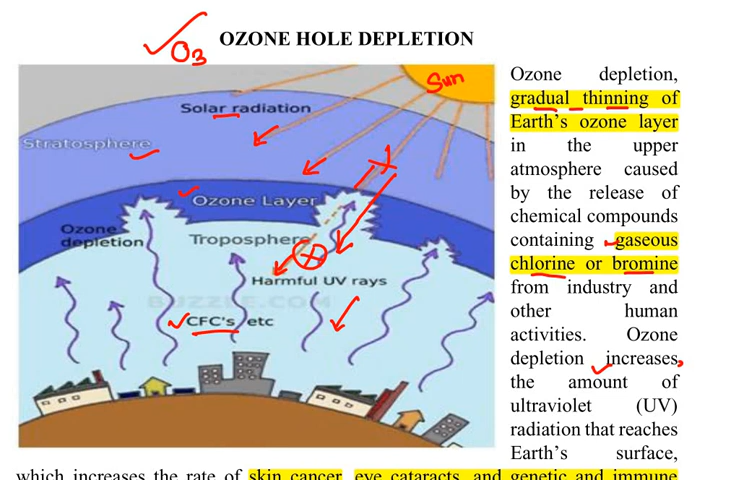 O3 OZONE HOLE DEPLETION
Sun
Solar radiation
Stratosphere
Ozone Layer
Ozone
depletion
Troposphere
Harmful UV rays
BUZZLE.COM
CFC's, etc
Ozone depletion,
gradual thinning of
Earth's ozone layer
in the upper
atmosphere caused
by the release of
chemical compounds
containing gaseous
chlorine or bromine
from industry and
other human
activities. Ozone
depletion increases
the amount of
ultraviolet (UV)
radiation that reaches
Earth's surface,
which increases the rate of skin cancer, eye cataracts, and genetic and immune